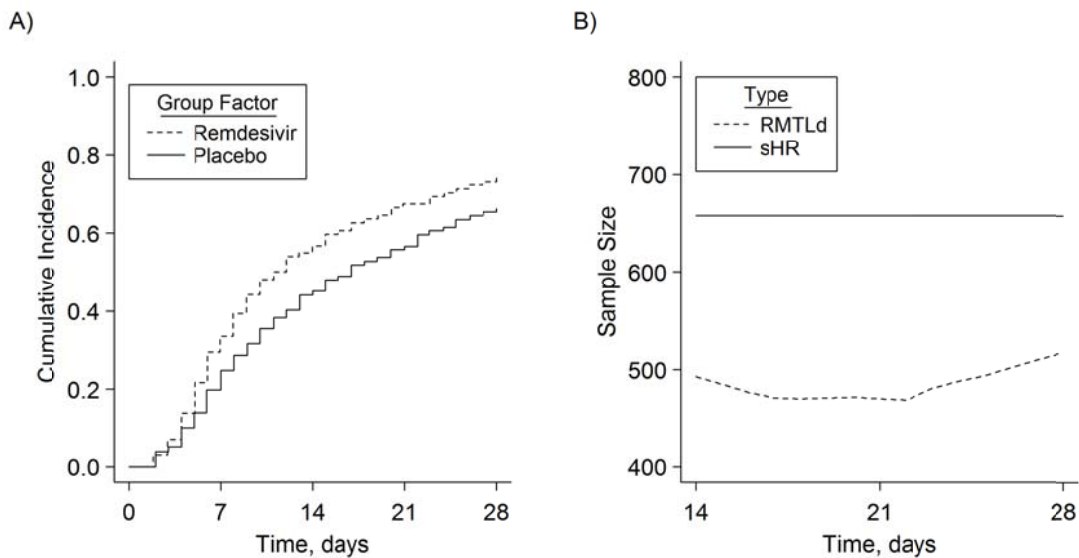 A)
Cumulative Incidence
1.0
0.8
0.6
0.4
0.2
0.0
Group Factor
Remdesivir
Placebo
0 7 14 21 28
Time, days
B)
Sample Size
800
700
600
500
400
Type
RMTLd
sHR
14 21 28
Time, days